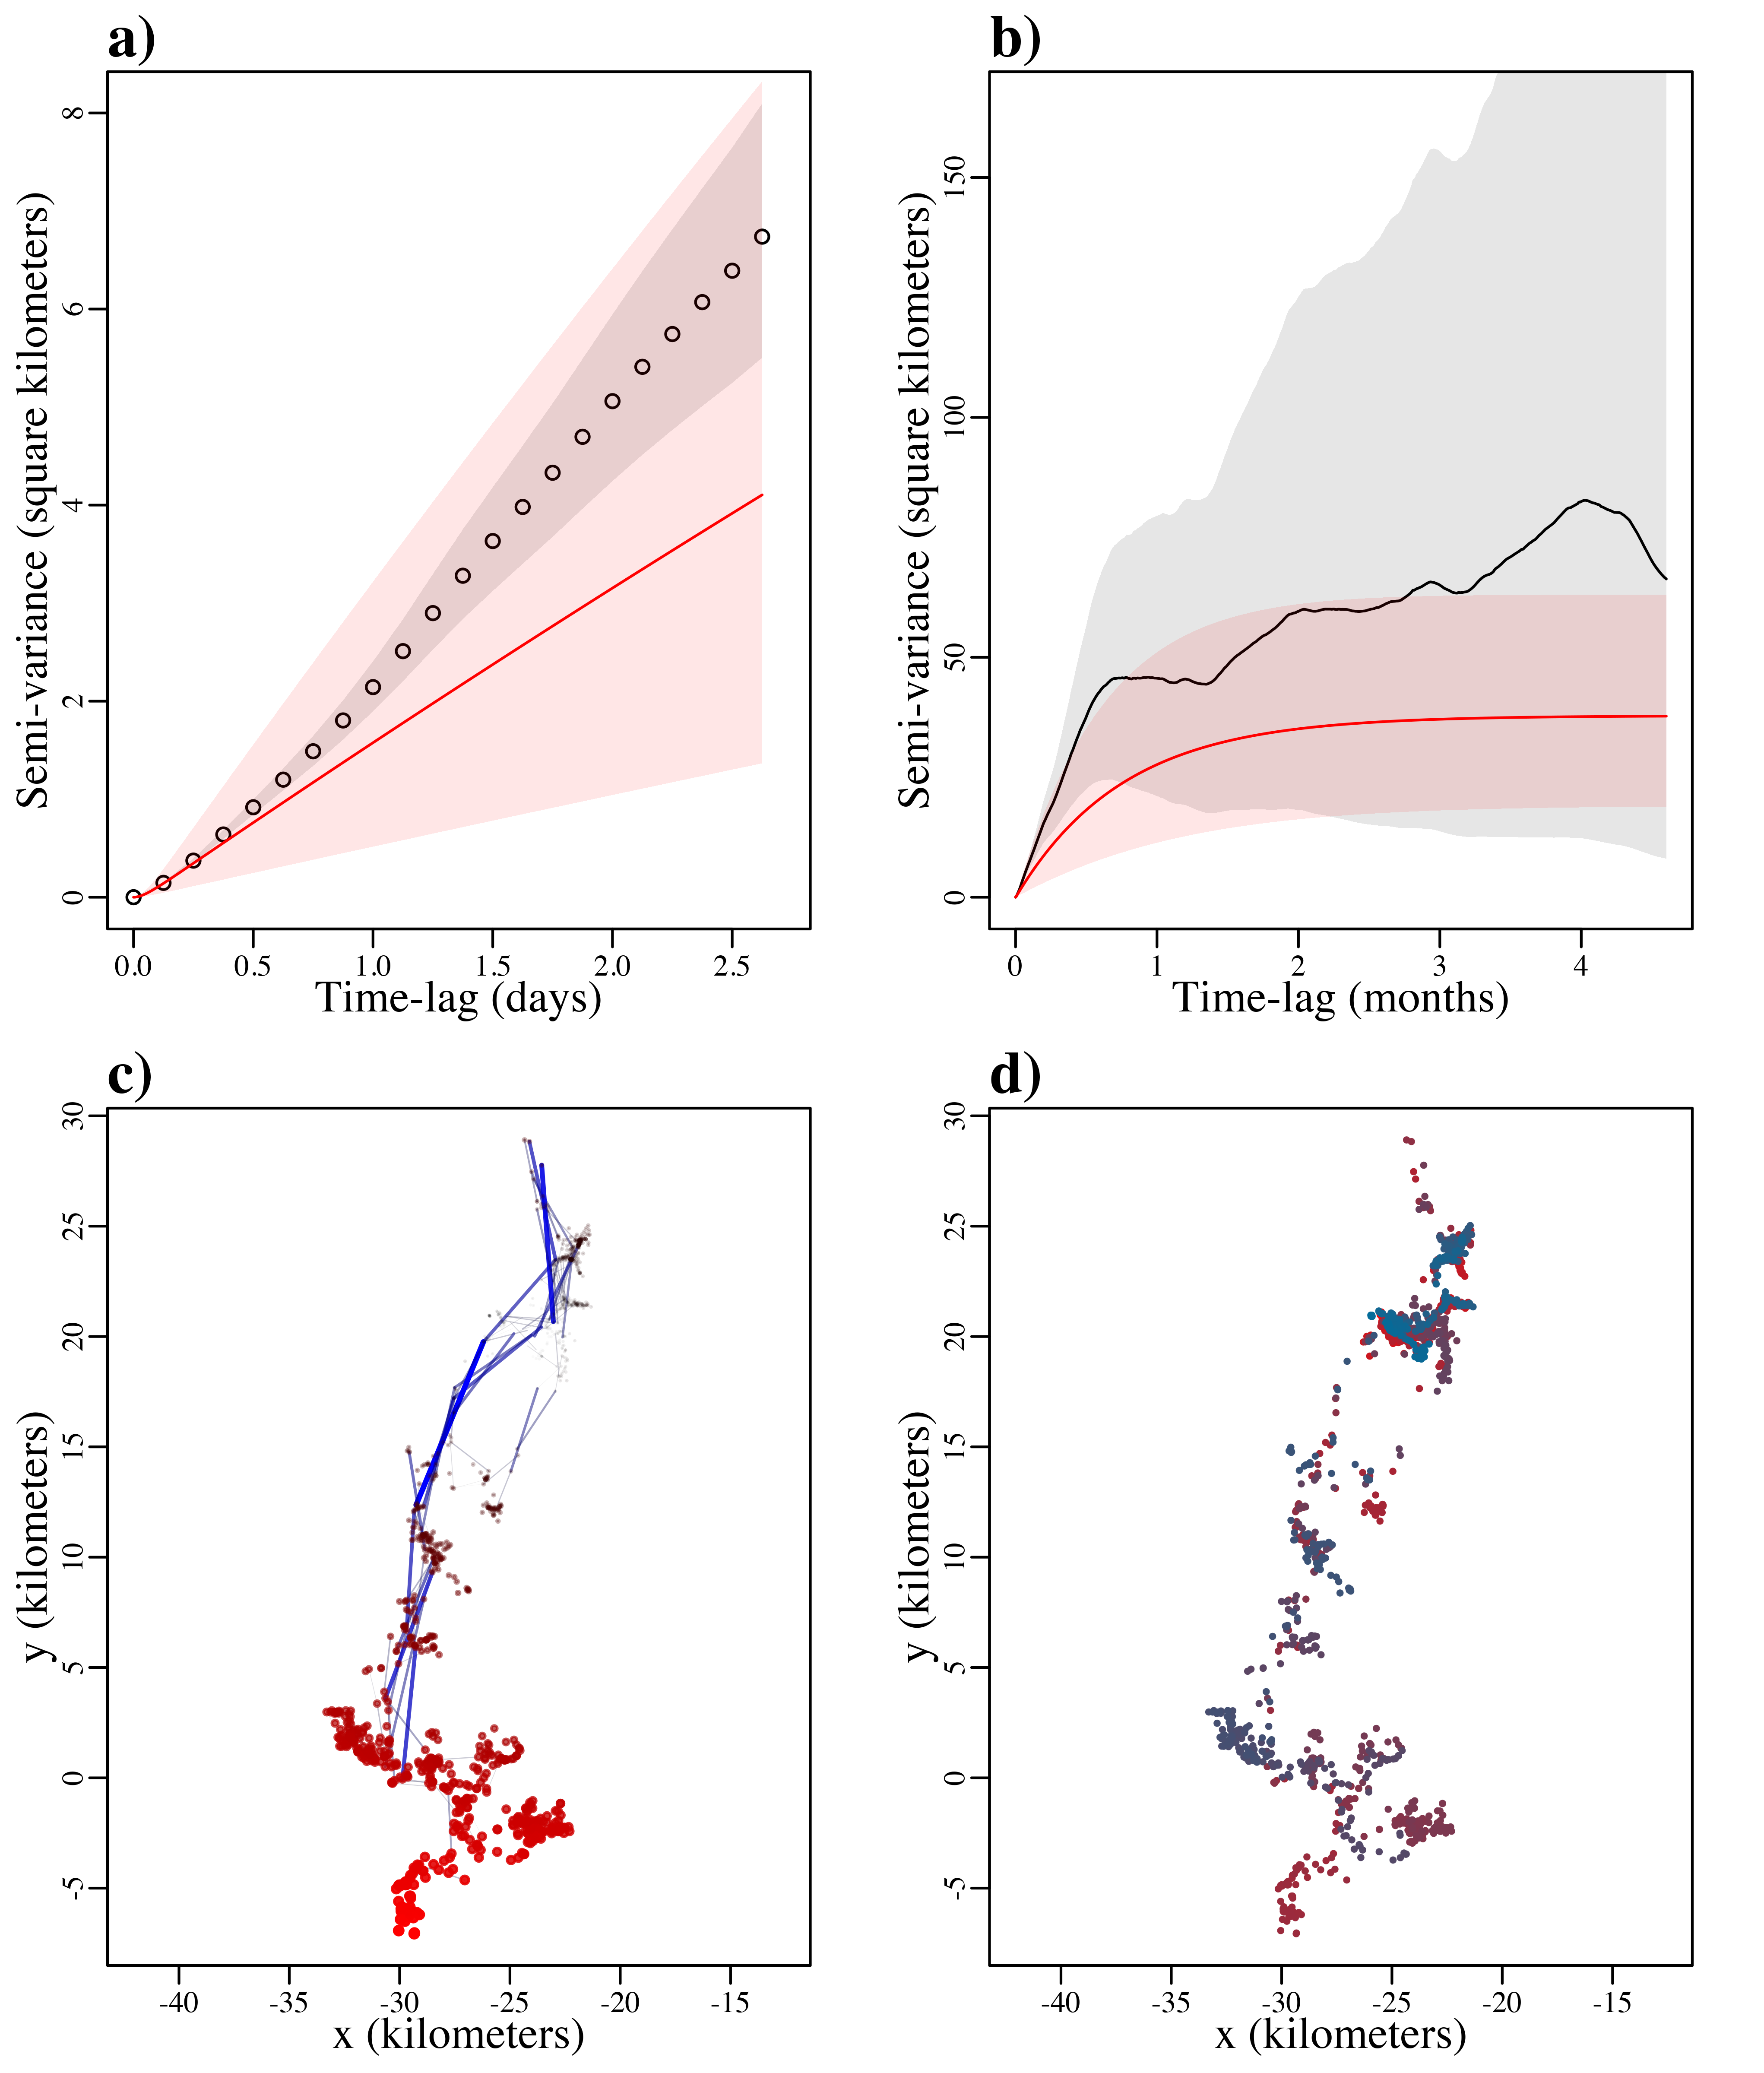 a)
Semi-variance (square kilometers)
8
6
4
2
0
0.0 0.5 1.0 1.5 2.0 2.5
Time-lag (days)
b)
Semi-variance (square kilometers)
150
100
50
0
0 1 2 3 4
Time-lag (months)
c)
y (kilometers)
30
25
20
15
10
5
0
-5
-40 -35 -30 -25 -20 -15
x (kilometers)
d)
y (kilometers)
30
25
20
15
10
5
0
-5
-40 -35 -30 -25 -20 -15
x (kilometers)